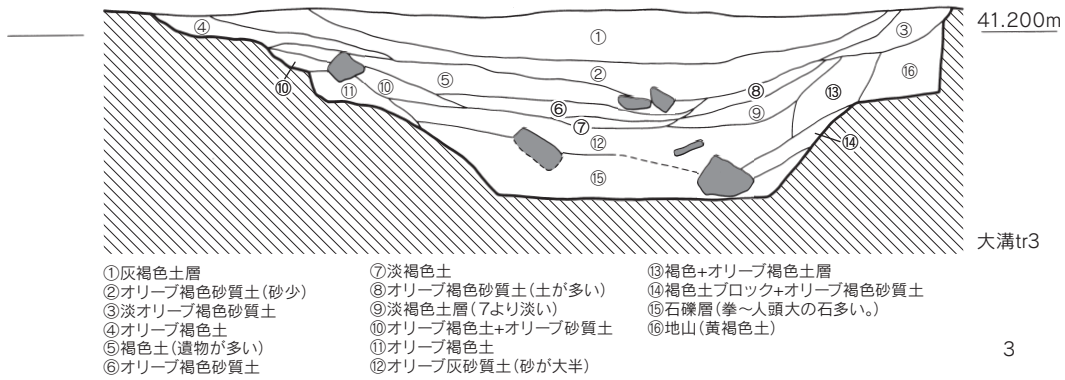 41.200m
④
①
③
②
⑯
⑤
⑩
⑪
⑩
⑧
⑬
⑥
⑨
⑦
⑫
⑭
⑮
大溝tr3
①灰褐色土層
②オリーブ褐色砂質土(砂少)
③淡オリーブ褐色砂質土
④オリーブ褐色土
⑤褐色土(遺物が多い)
⑥オリーブ褐色砂質土
⑦淡褐色土
⑧オリーブ褐色砂質土(土が多い)
⑨淡褐色土層(7より淡い)
⑩オリーブ褐色土+オリーブ砂質土
⑪オリーブ褐色土
⑫オリーブ灰砂質土(砂が大半)
⑬褐色+オリーブ褐色土層
⑭褐色土ブロック+オリーブ褐色砂質土
⑮石礫層(拳~人頭大の石多い。)
⑯地山(黄褐色土)
3